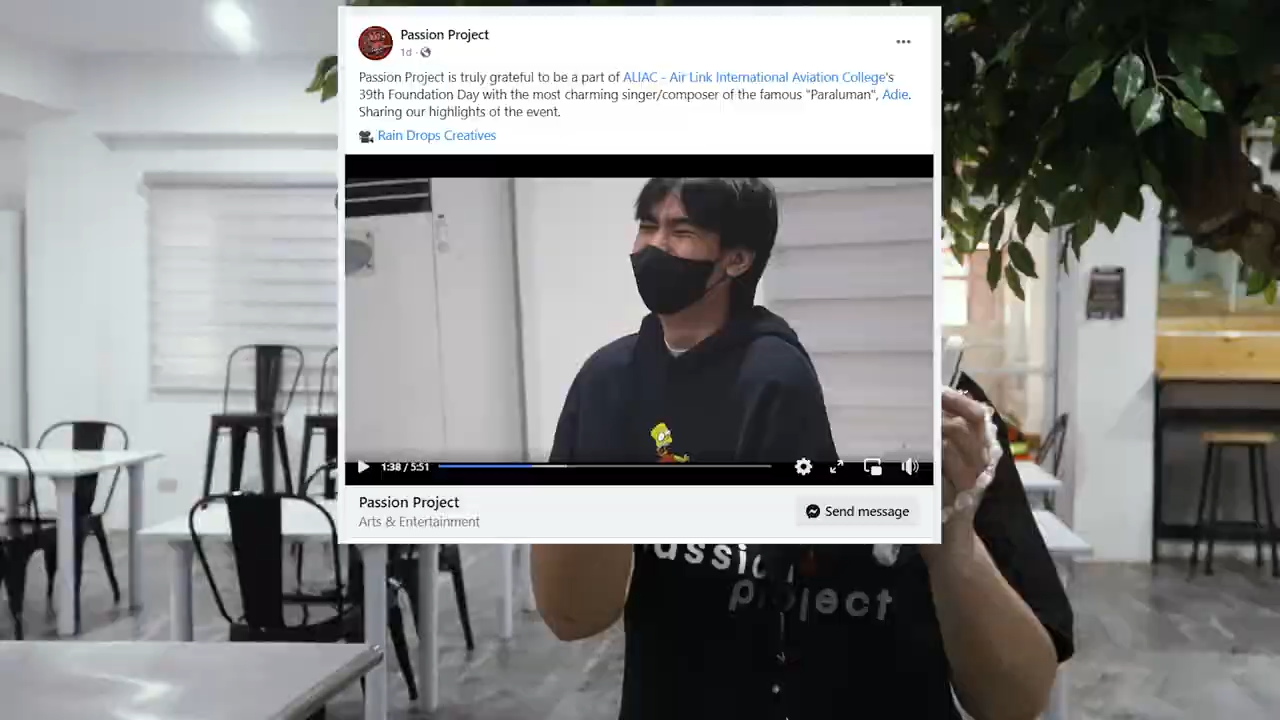 Passion Project
1d ·
Passion Project is truly grateful to be a part of ALIAC - Air Link International Aviation College's
39th Foundation Day with the most charming singer/composer of the famous "Paraluman", Adie.
Sharing our highlights of the event.
Rain Drops Creatives
1:38 / 5:51
Passion Project
Arts & Entertainment
Send message
passion
project